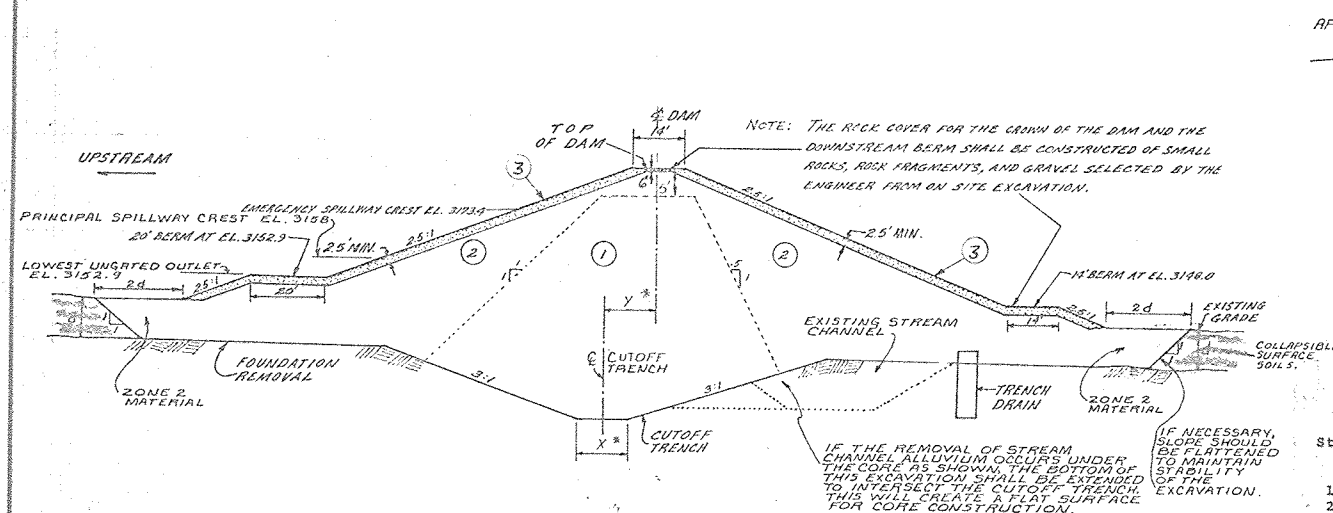 RF
℄ DAM
14'
TOP
OF DAM
NOTE: THE ROCK COVER FOR THE CROWN OF THE DAM AND THE
DOWNSTREAM BERM SHALL BE CONSTRUCTED OF SMALL
ROCKS, ROCK FRAGMENTS, AND GRAVEL SELECTED BY THE
ENGINEER FROM ON SITE EXCAVATION.
UPSTREAM
3
6"
5'
2.5:1
EMERGENCY SPILLWAY CREST EL. 3173.4
PRINCIPAL SPILLWAY CREST EL. 3158
20' BERM AT EL. 3152.9
2.5' MIN.
2.5:1
2
1
2
2.5' MIN.
3
LOWEST UNGATED OUTLET
EL. 3152.9
2d
2.5:1
20'
1
1
.5
1
14' BERM AT EL. 3146.0
14'
2.5:1
2d
EXISTING
GRADE
Y *
EXISTING STREAM
CHANNEL
COLLAPSIBLE
SURFACE
SOILS.
1
1
FOUNDATION
REMOVAL
℄ CUTOFF
TRENCH
ZONE 2
MATERIAL
3:1
3:1
TRENCH
DRAIN
ZONE 2
MATERIAL
X *
CUTOFF
TRENCH
IF THE REMOVAL OF STREAM
CHANNEL ALLUVIUM OCCURS UNDER
THE CORE AS SHOWN, THE BOTTOM OF
THIS EXCAVATION SHALL BE EXTENDED
TO INTERSECT THE CUTOFF TRENCH.
THIS WILL CREATE A FLAT SURFACE
FOR CORE CONSTRUCTION.
IF NECESSARY,
SLOPE SHOULD
BE FLATTENED
TO MAINTAIN
STABILITY
OF THE
EXCAVATION.
St
1
2